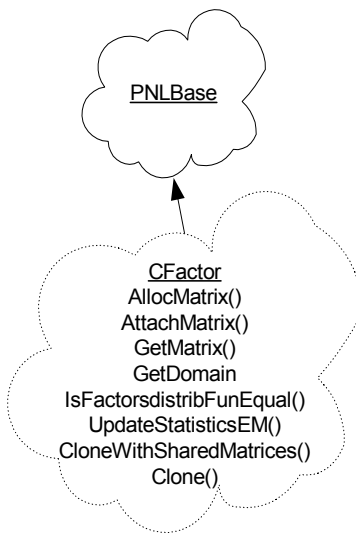 PNLBase
CFactor
AllocMatrix()
AttachMatrix()
GetMatrix()
GetDomain
IsFactorsdistribFunEqual()
UpdateStatisticsEM()
CloneWithSharedMatrices()
Clone()